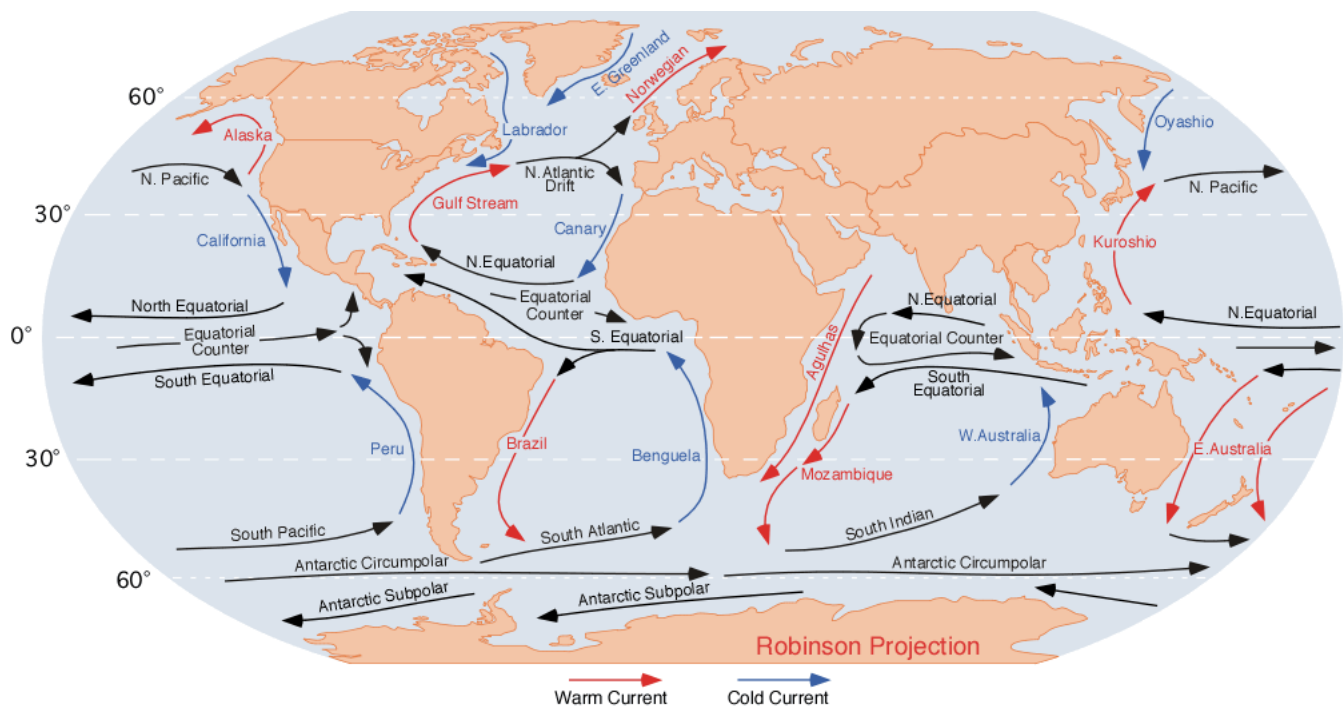 60°
30°
0°
30°
60°
Alaska
N. Pacific
California
North Equatorial
Equatorial
Counter
South Equatorial
Peru
South Pacific
Labrador
E. Greenland
Norwegian
N.Atlantic
Drift
Gulf Stream
Canary
N.Equatorial
Equatorial
Counter
S. Equatorial
Brazil
Benguela
South Atlantic
Agulhas
Mozambique
N.Equatorial
Equatorial Counter
South
Equatorial
W.Australia
South Indian
Oyashio
N. Pacific
Kuroshio
N.Equatorial
E.Australia
Antarctic Circumpolar
Antarctic Circumpolar
Antarctic Subpolar
Antarctic Subpolar
Robinson Projection
Warm Current
Cold Current